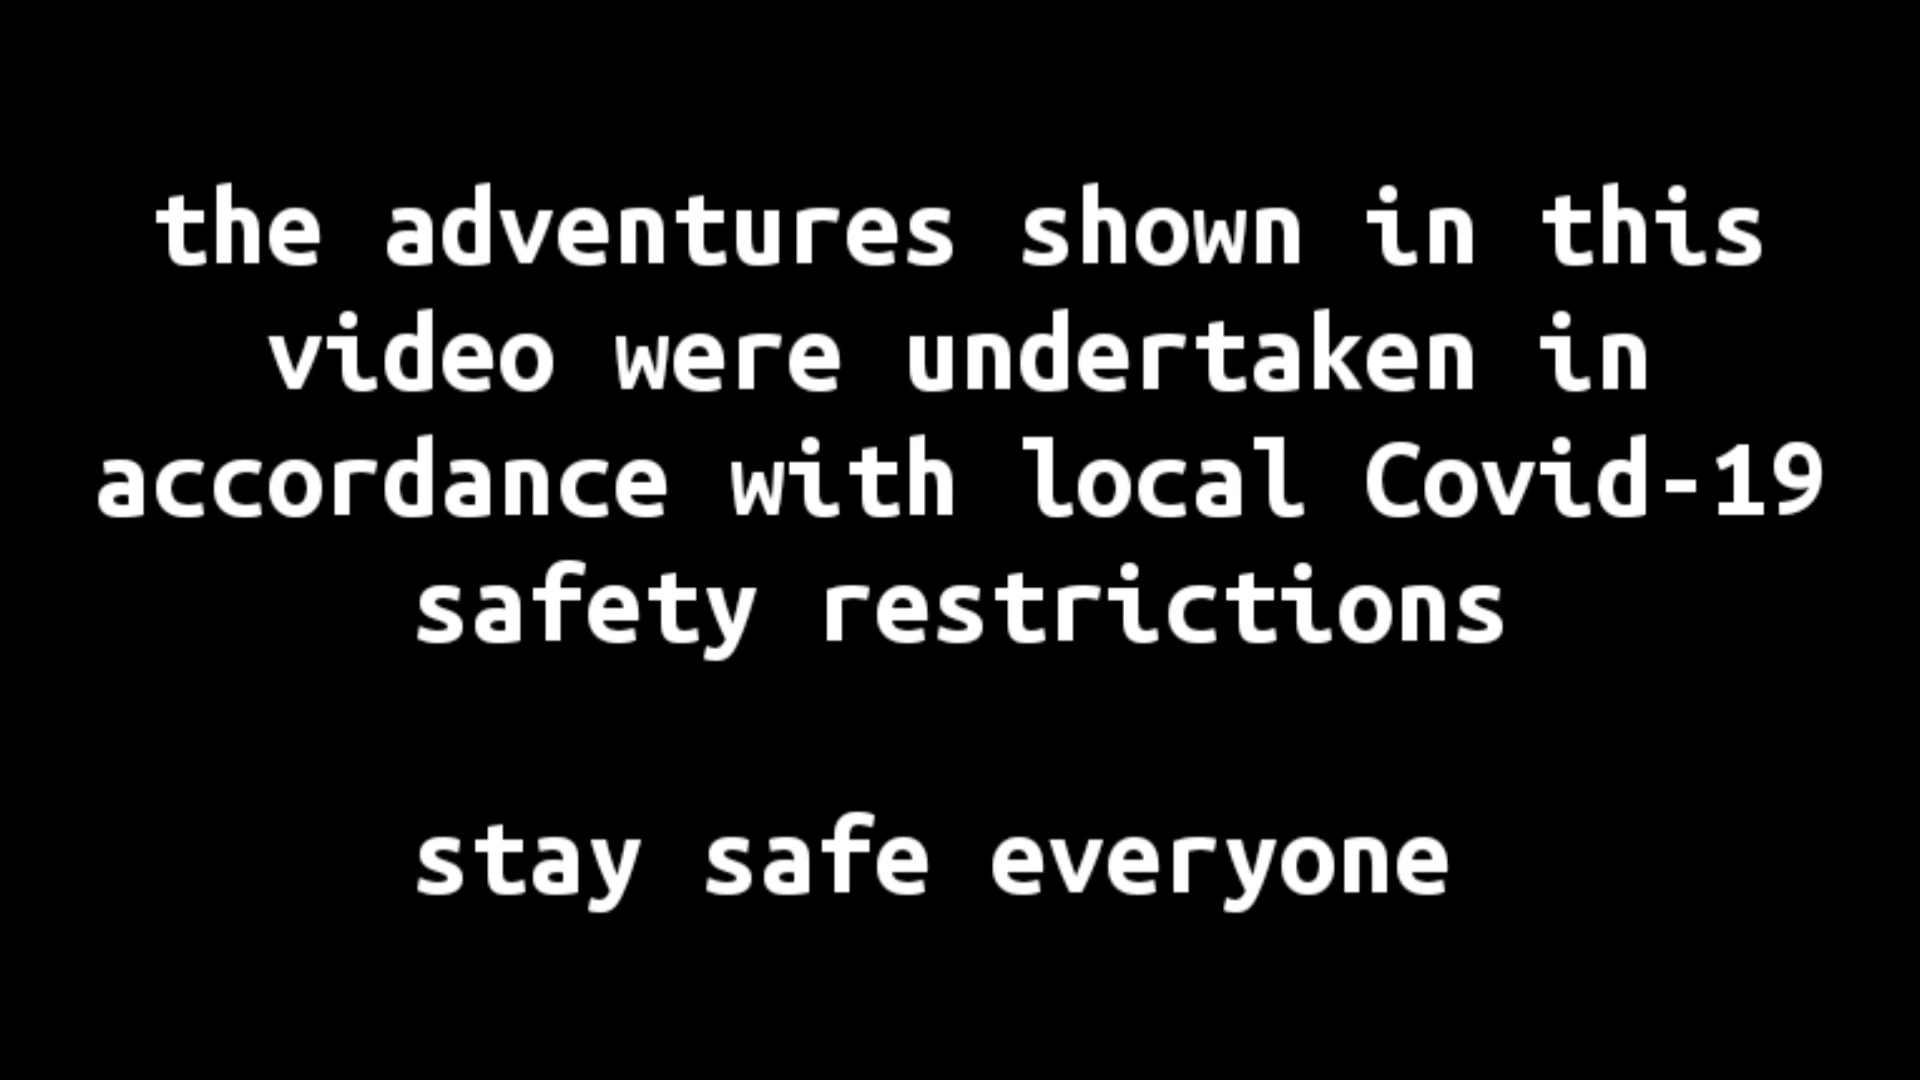 the adventures shown in this
video were undertaken in
accordance with local Covid-19
safety restrictions
stay safe everyone